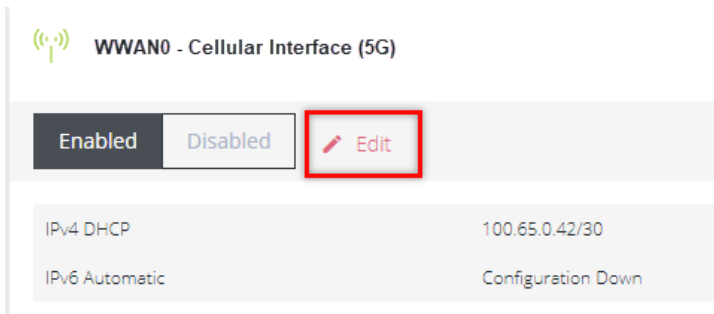 WWAN0 - Cellular Interface (5G)
Enabled Disabled Edit
IPv4 DHCP 100.65.0.42/30
IPv6 Automatic Configuration Down